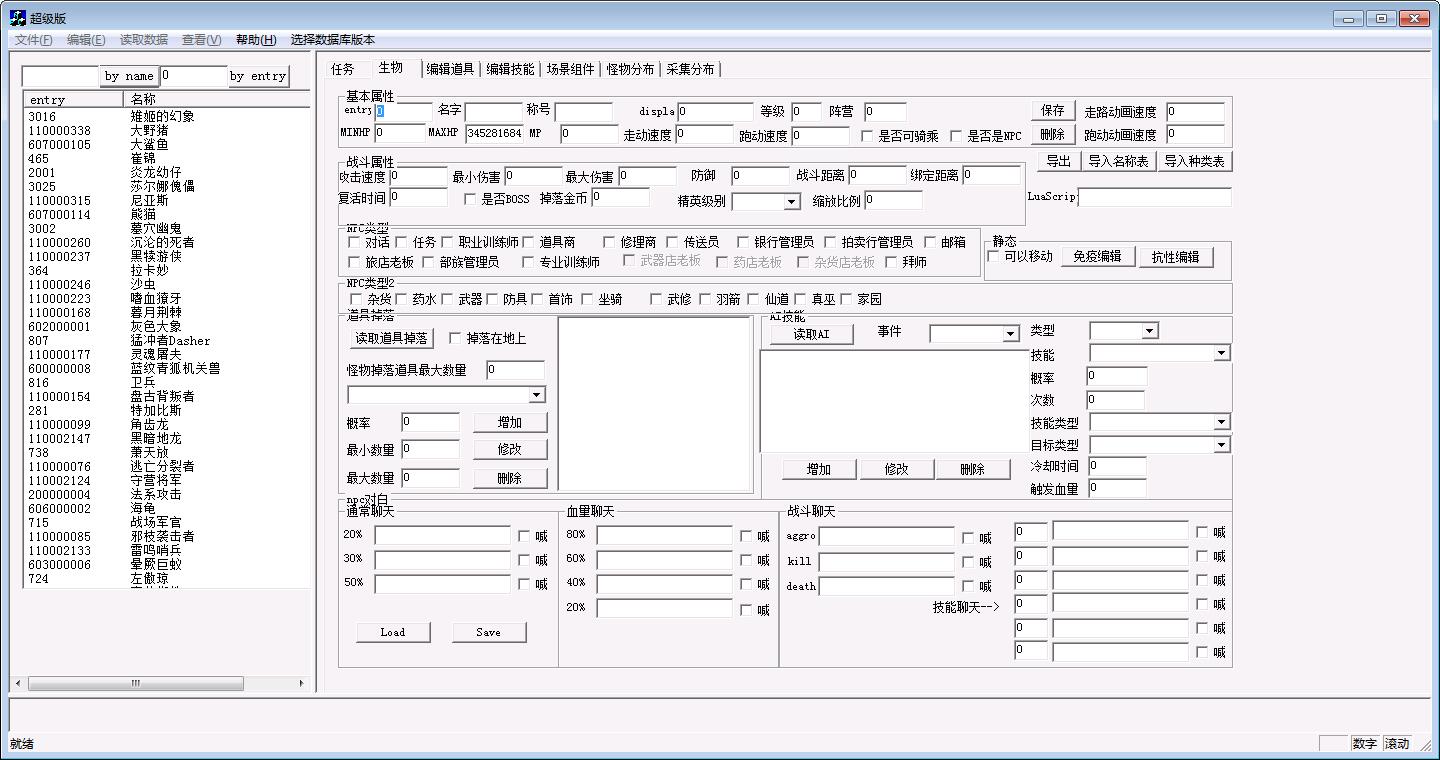 超级版
文件(F) 编辑(E) 读取数据 查看(V) 帮助(H) 选择数据库版本
by name 0 by entry
entry 名称
3016 雉姬的幻象
110000338 大野猪
607000105 大鲨鱼
465 崔锦
2001 炎龙幼仔
3025 莎尔娜傀儡
110000315 尼亚斯
607000114 熊猫
3002 墓穴幽鬼
110000260 沉沦的死者
110000237 黑犊游侠
364 拉卡妙
110000246 沙虫
110000223 嗜血獠牙
110000168 暮月荆棘
602000001 灰色大象
807 猛冲者Dasher
110000177 灵魂屠夫
600000008 蓝纹青狐机关兽
816 卫兵
110000154 盘古背叛者
281 特加比斯
110000099 角齿龙
110002147 黑暗地龙
738 萧天放
110000076 逃亡分裂者
110002124 守营将军
200000004 法系攻击
606000002 海龟
715 战场军官
110000085 邪枝袭击者
110002133 雷鸣哨兵
603000006 晕厥巨蚁
724 左傲琼
任务 生物 编辑道具 编辑技能 场景组件 怪物分布 采集分布
基本属性
entry 0 名字 称号 displa 0 等级 0 阵营 0 保存 走路动画速度 0
MINHP 0 MAXHP 345281684 MP 0 走动速度 0 跑动速度 0 是否可骑乘 是否是NPC 删除 跑动动画速度 0
导出 导入名称表 导入种类表
战斗属性
攻击速度 0 最小伤害 0 最大伤害 0 防御 0 战斗距离 0 绑定距离 0
复活时间 0 是否BOSS 掉落金币 0 精英级别 缩放比例 0 LuaScrip
NPC类型
对话 任务 职业训练师 道具商 修理商 传送员 银行管理员 拍卖行管理员 邮箱
旅店老板 部族管理员 专业训练师 武器店老板 药店老板 杂货店老板 拜师
静态
可以移动 免疫编辑 抗性编辑
NPC类型2
杂货 药水 武器 防具 首饰 坐骑 武修 羽箭 仙道 真巫 家园
道具掉落
读取道具掉落 掉落在地上
怪物掉落道具最大数量 0
概率 0 增加
最小数量 0 修改
最大数量 0 删除
AI技能
读取AI 事件 类型
技能
概率 0
次数 0
技能类型
目标类型
冷却时间 0
触发血量 0
增加 修改 删除
npc对白
通常聊天 血量聊天 战斗聊天
20% 喊 80% 喊 aggro 喊 0 喊
30% 喊 60% 喊 kill 喊 0 喊
50% 喊 40% 喊 death 喊 0 喊
20% 喊 技能聊天--> 0 喊
Load Save 0 喊
0 喊
就绪 数字 滚动